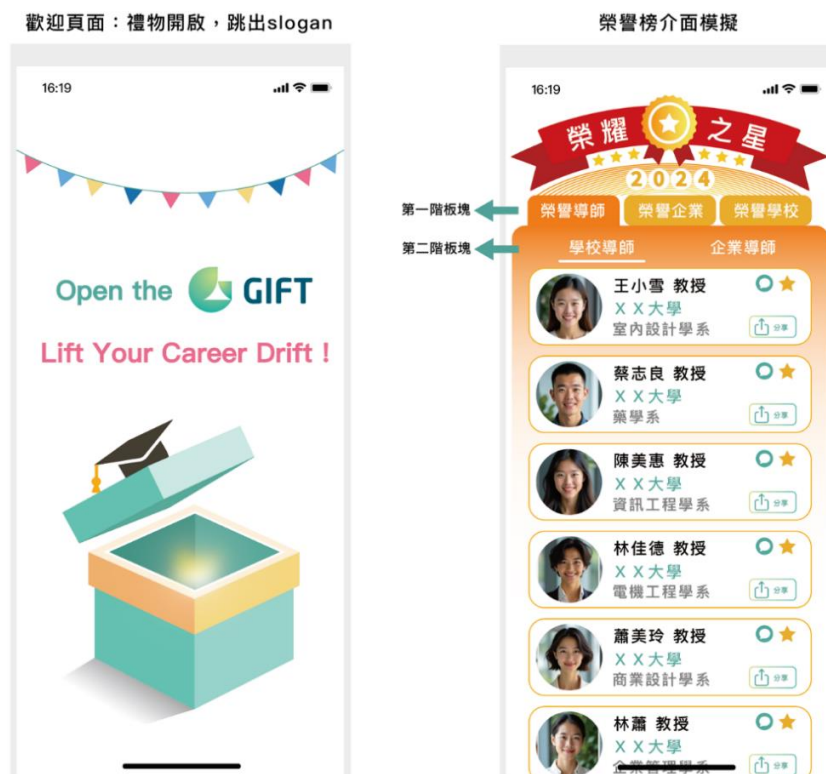 歡迎頁面：禮物開啟，跳出slogan
16:19
Open the GIFT
Lift Your Career Drift !
榮譽榜介面模擬
16:19
榮耀之星
2024
第一階板塊
榮譽導師 榮譽企業 榮譽學校
第二階板塊
學校導師 企業導師
王小雪 教授
ＸＸ大學
室內設計學系
分享
蔡志良 教授
ＸＸ大學
藥學系
分享
陳美惠 教授
ＸＸ大學
資訊工程學系
分享
林佳德 教授
ＸＸ大學
電機工程學系
分享
蕭美玲 教授
ＸＸ大學
商業設計學系
分享
林蕭 教授
ＸＸ大學
企業管理學系
分享